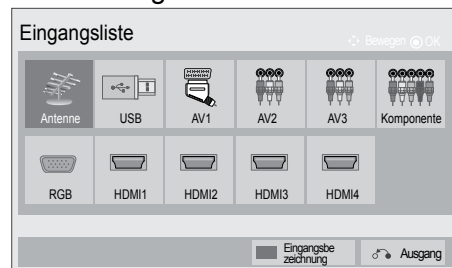 Eingangsliste
Bewegen OK
Antenne USB AV1 AV2 AV3 Komponente
RGB HDMI1 HDMI2 HDMI3 HDMI4
Eingangsbe
zeichnung
Ausgang